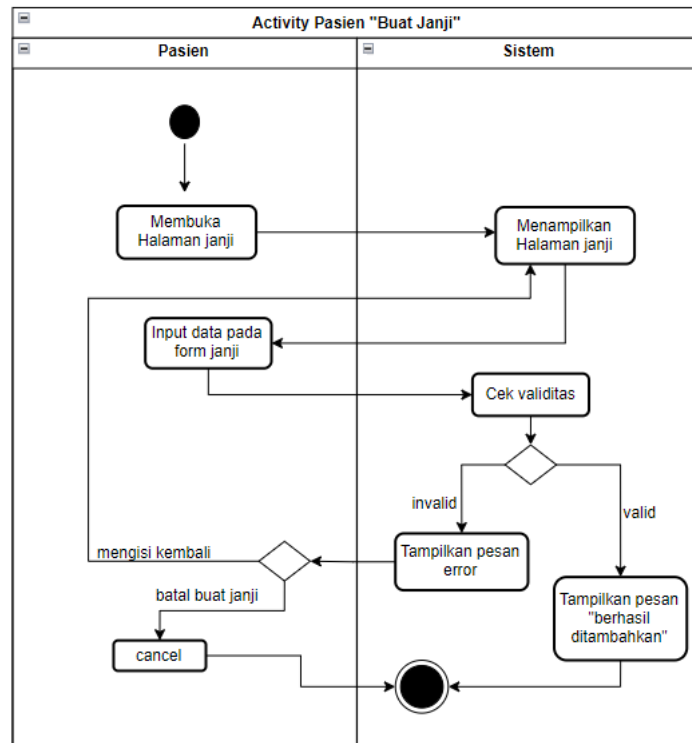 Activity Pasien "Buat Janji"
Pasien
Sistem
Membuka
Halaman janji
Menampilkan
Halaman janji
Input data pada
form janji
Cek validitas
invalid
valid
mengisi kembali
Tampilkan pesan
error
batal buat janji
Tampilkan pesan
"berhasil
ditambahkan"
cancel